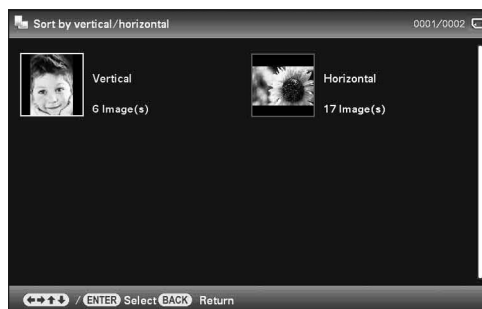 Sort by vertical/horizontal 0001/0002
Vertical Horizontal
6 Image(s) 17 Image(s)
/ ENTER Select BACK Return